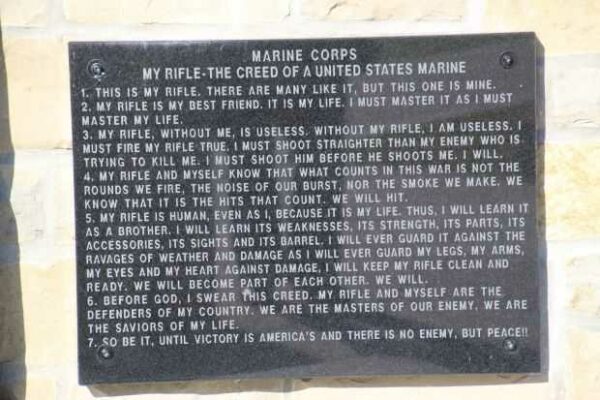 MARINE CORPS
MY RIFLE-THE CREED OF A UNITED STATES MARINE
1. THIS IS MY RIFLE. THERE ARE MANY LIKE IT, BUT THIS ONE IS MINE.
2. MY RIFLE IS MY BEST FRIEND. IT IS MY LIFE. I MUST MASTER IT AS I MUST
MASTER MY LIFE.
3. MY RIFLE, WITHOUT ME, IS USELESS. WITHOUT MY RIFLE, I AM USELESS. I
MUST FIRE MY RIFLE TRUE. I MUST SHOOT STRAIGHTER THAN MY ENEMY WHO IS
TRYING TO KILL ME. I MUST SHOOT HIM BEFORE HE SHOOTS ME. I WILL.
4. MY RIFLE AND MYSELF KNOW THAT WHAT COUNTS IN THIS WAR IS NOT THE
ROUNDS WE FIRE, THE NOISE OF OUR BURST, NOR THE SMOKE WE MAKE. WE
KNOW THAT IT IS THE HITS THAT COUNT. WE WILL HIT.
5. MY RIFLE IS HUMAN, EVEN AS I, BECAUSE IT IS MY LIFE. THUS, I WILL LEARN IT
AS A BROTHER. I WILL LEARN ITS WEAKNESSES, ITS STRENGTH, ITS PARTS, ITS
ACCESSORIES, ITS SIGHTS AND ITS BARREL. I WILL EVER GUARD IT AGAINST THE
RAVAGES OF WEATHER AND DAMAGE AS I WILL EVER GUARD MY LEGS, MY ARMS,
MY EYES AND MY HEART AGAINST DAMAGE, I WILL KEEP MY RIFLE CLEAN AND
READY. WE WILL BECOME PART OF EACH OTHER. WE WILL.
6. BEFORE GOD, I SWEAR THIS CREED. MY RIFLE AND MYSELF ARE THE
DEFENDERS OF MY COUNTRY. WE ARE THE MASTERS OF OUR ENEMY. WE ARE
THE SAVIORS OF MY LIFE.
7. SO BE IT, UNTIL VICTORY IS AMERICA'S AND THERE IS NO ENEMY, BUT PEACE!!